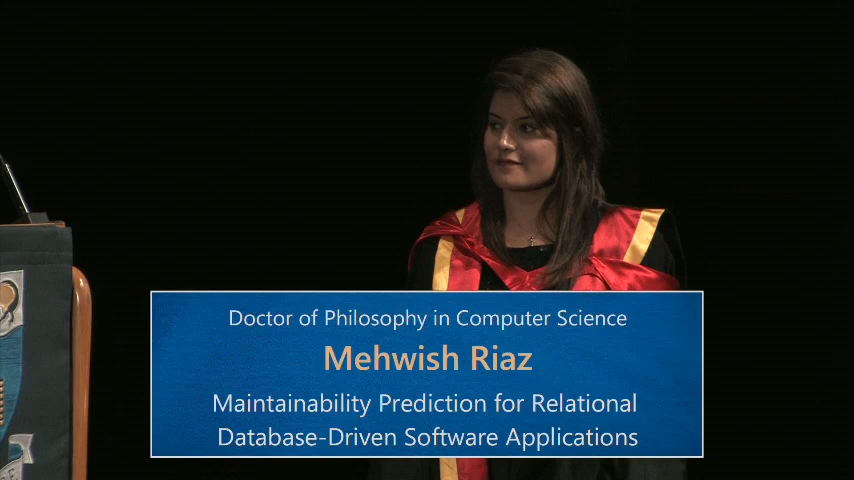 Doctor of Philosophy in Computer Science
Mehwish Riaz
Maintainability Prediction for Relational
Database-Driven Software Applications